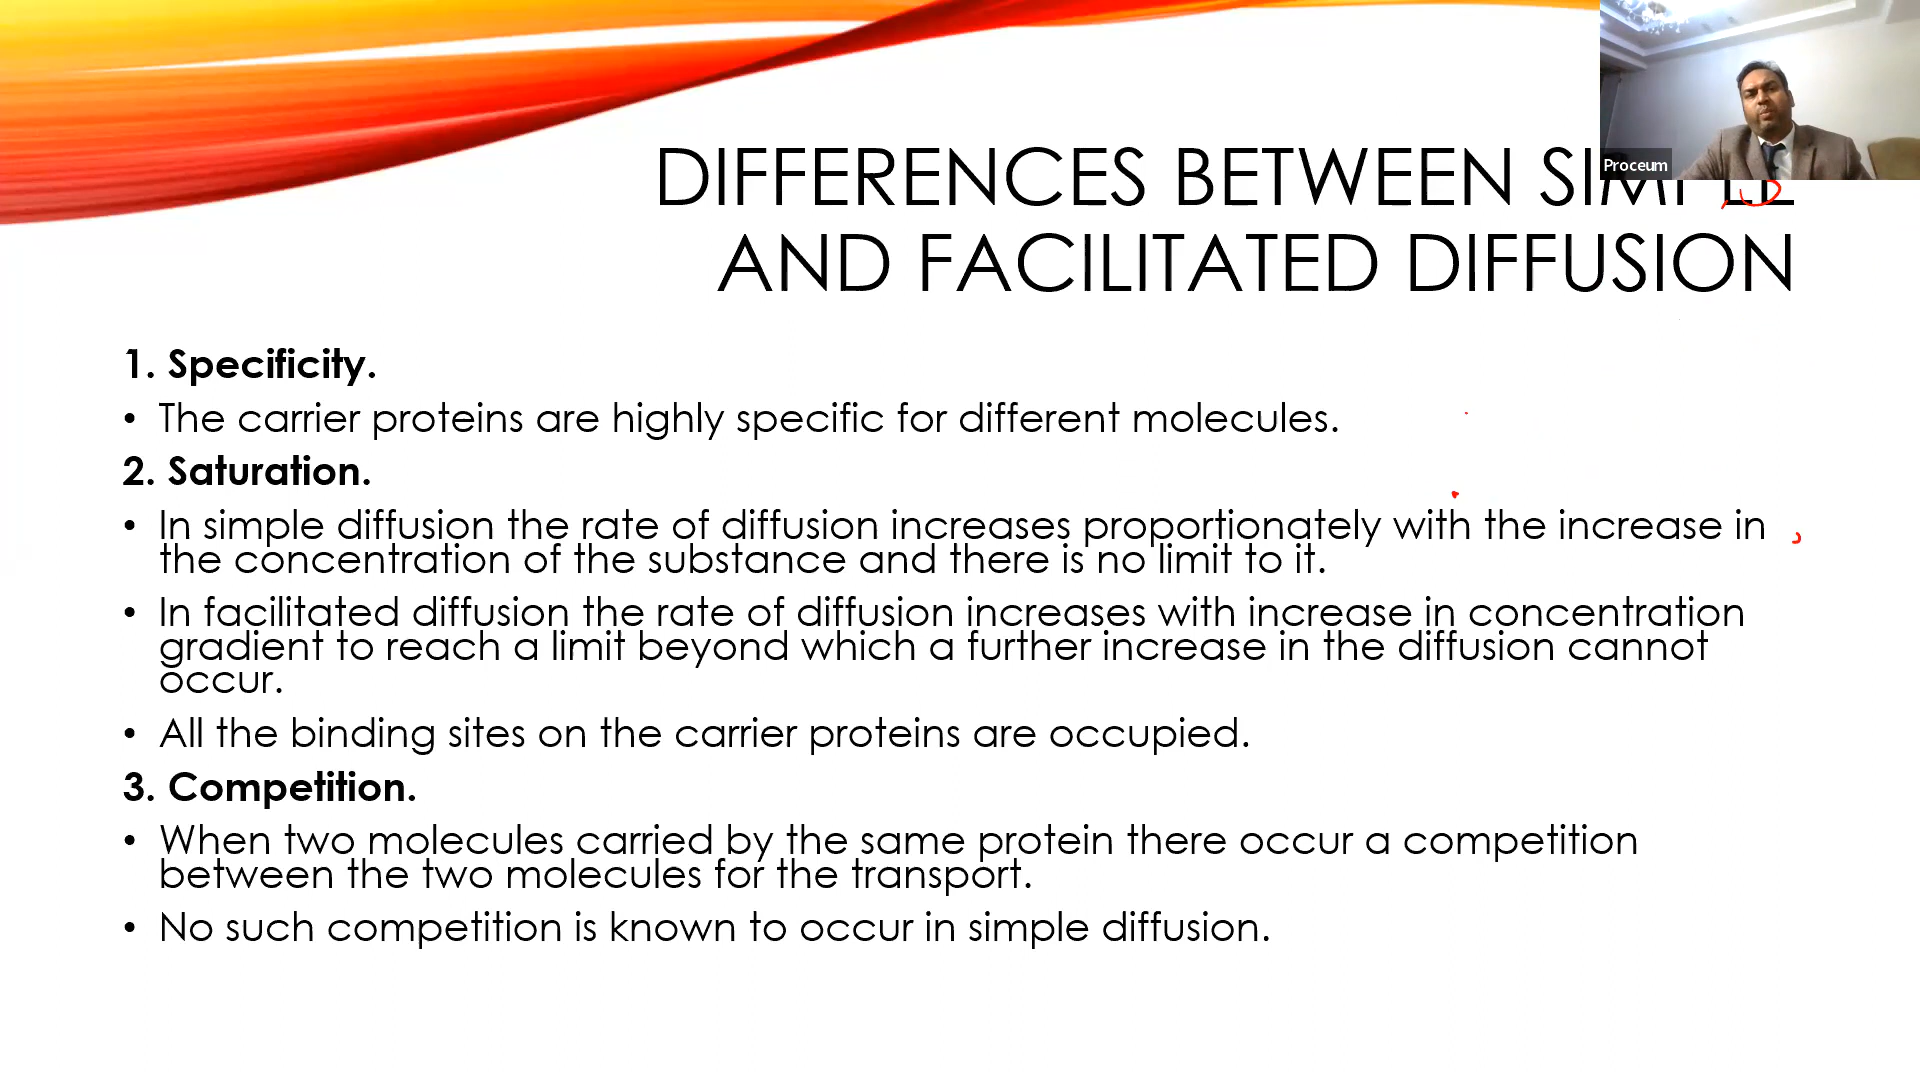 Proceum
DIFFERENCES BETWEEN SIMPLE
AND FACILITATED DIFFUSION
1. Specificity.
• The carrier proteins are highly specific for different molecules.
2. Saturation.
• In simple diffusion the rate of diffusion increases proportionately with the increase in
the concentration of the substance and there is no limit to it.
• In facilitated diffusion the rate of diffusion increases with increase in concentration
gradient to reach a limit beyond which a further increase in the diffusion cannot
occur.
• All the binding sites on the carrier proteins are occupied.
3. Competition.
• When two molecules carried by the same protein there occur a competition
between the two molecules for the transport.
• No such competition is known to occur in simple diffusion.